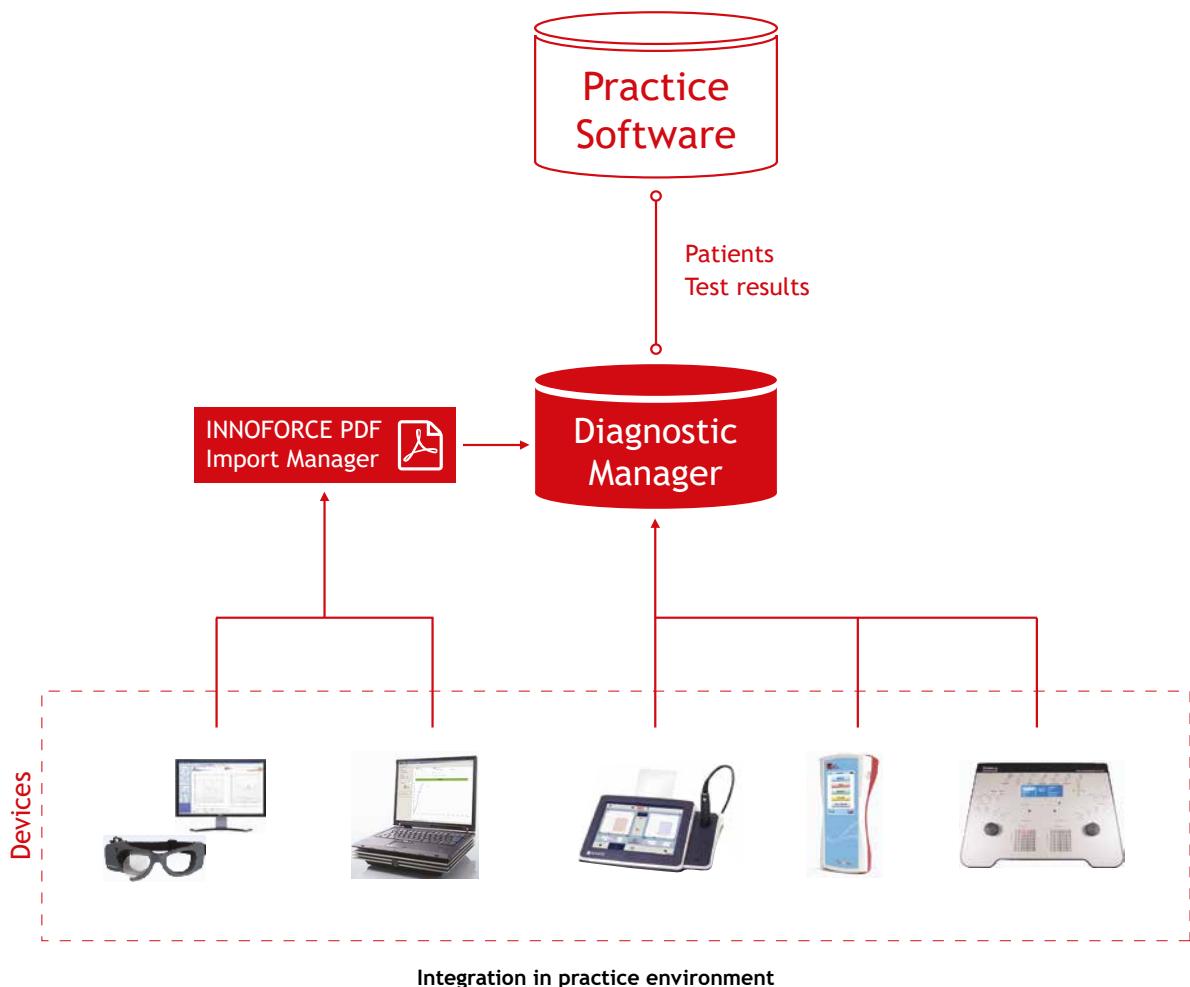 Practice
Software
Patients
Test results
INNOFORCE PDF
Import Manager
Diagnostic
Manager
Devices
Integration in practice environment